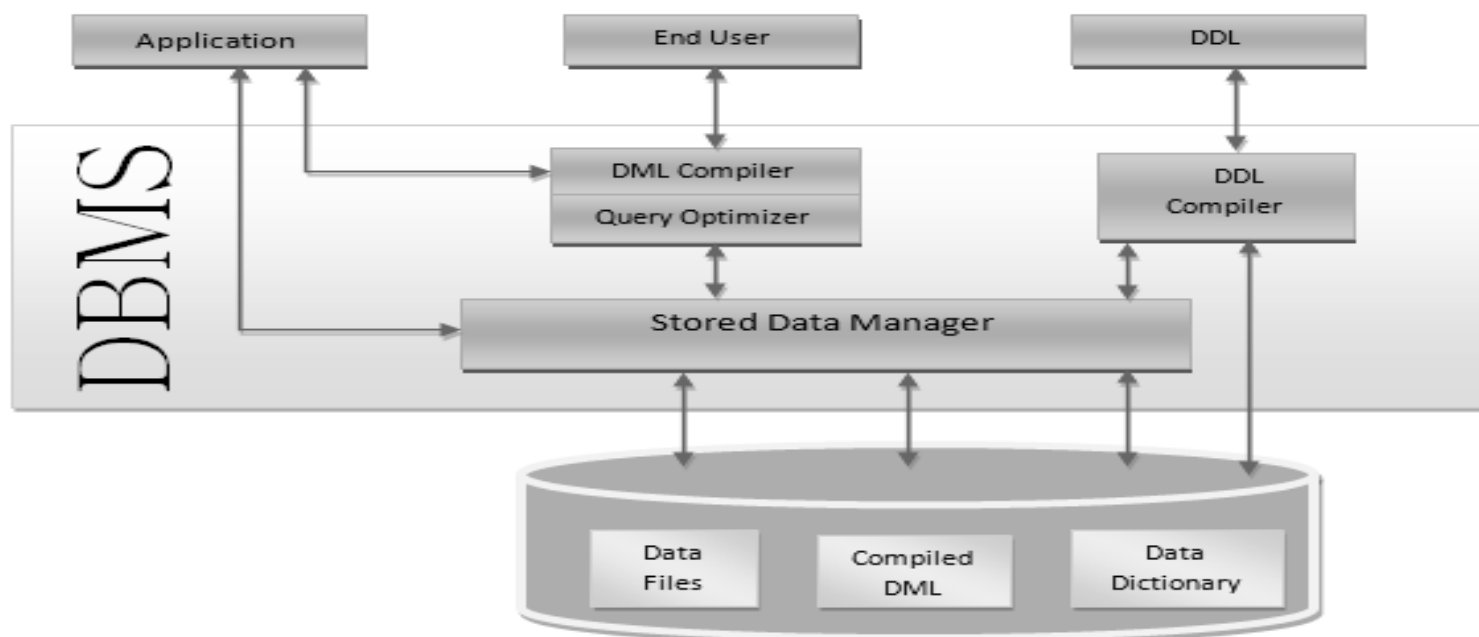 Application
End User
DDL
DBMS
DML Compiler
Query Optimizer
DDL
Compiler
Stored Data Manager
Data
Files
Compiled
DML
Data
Dictionary